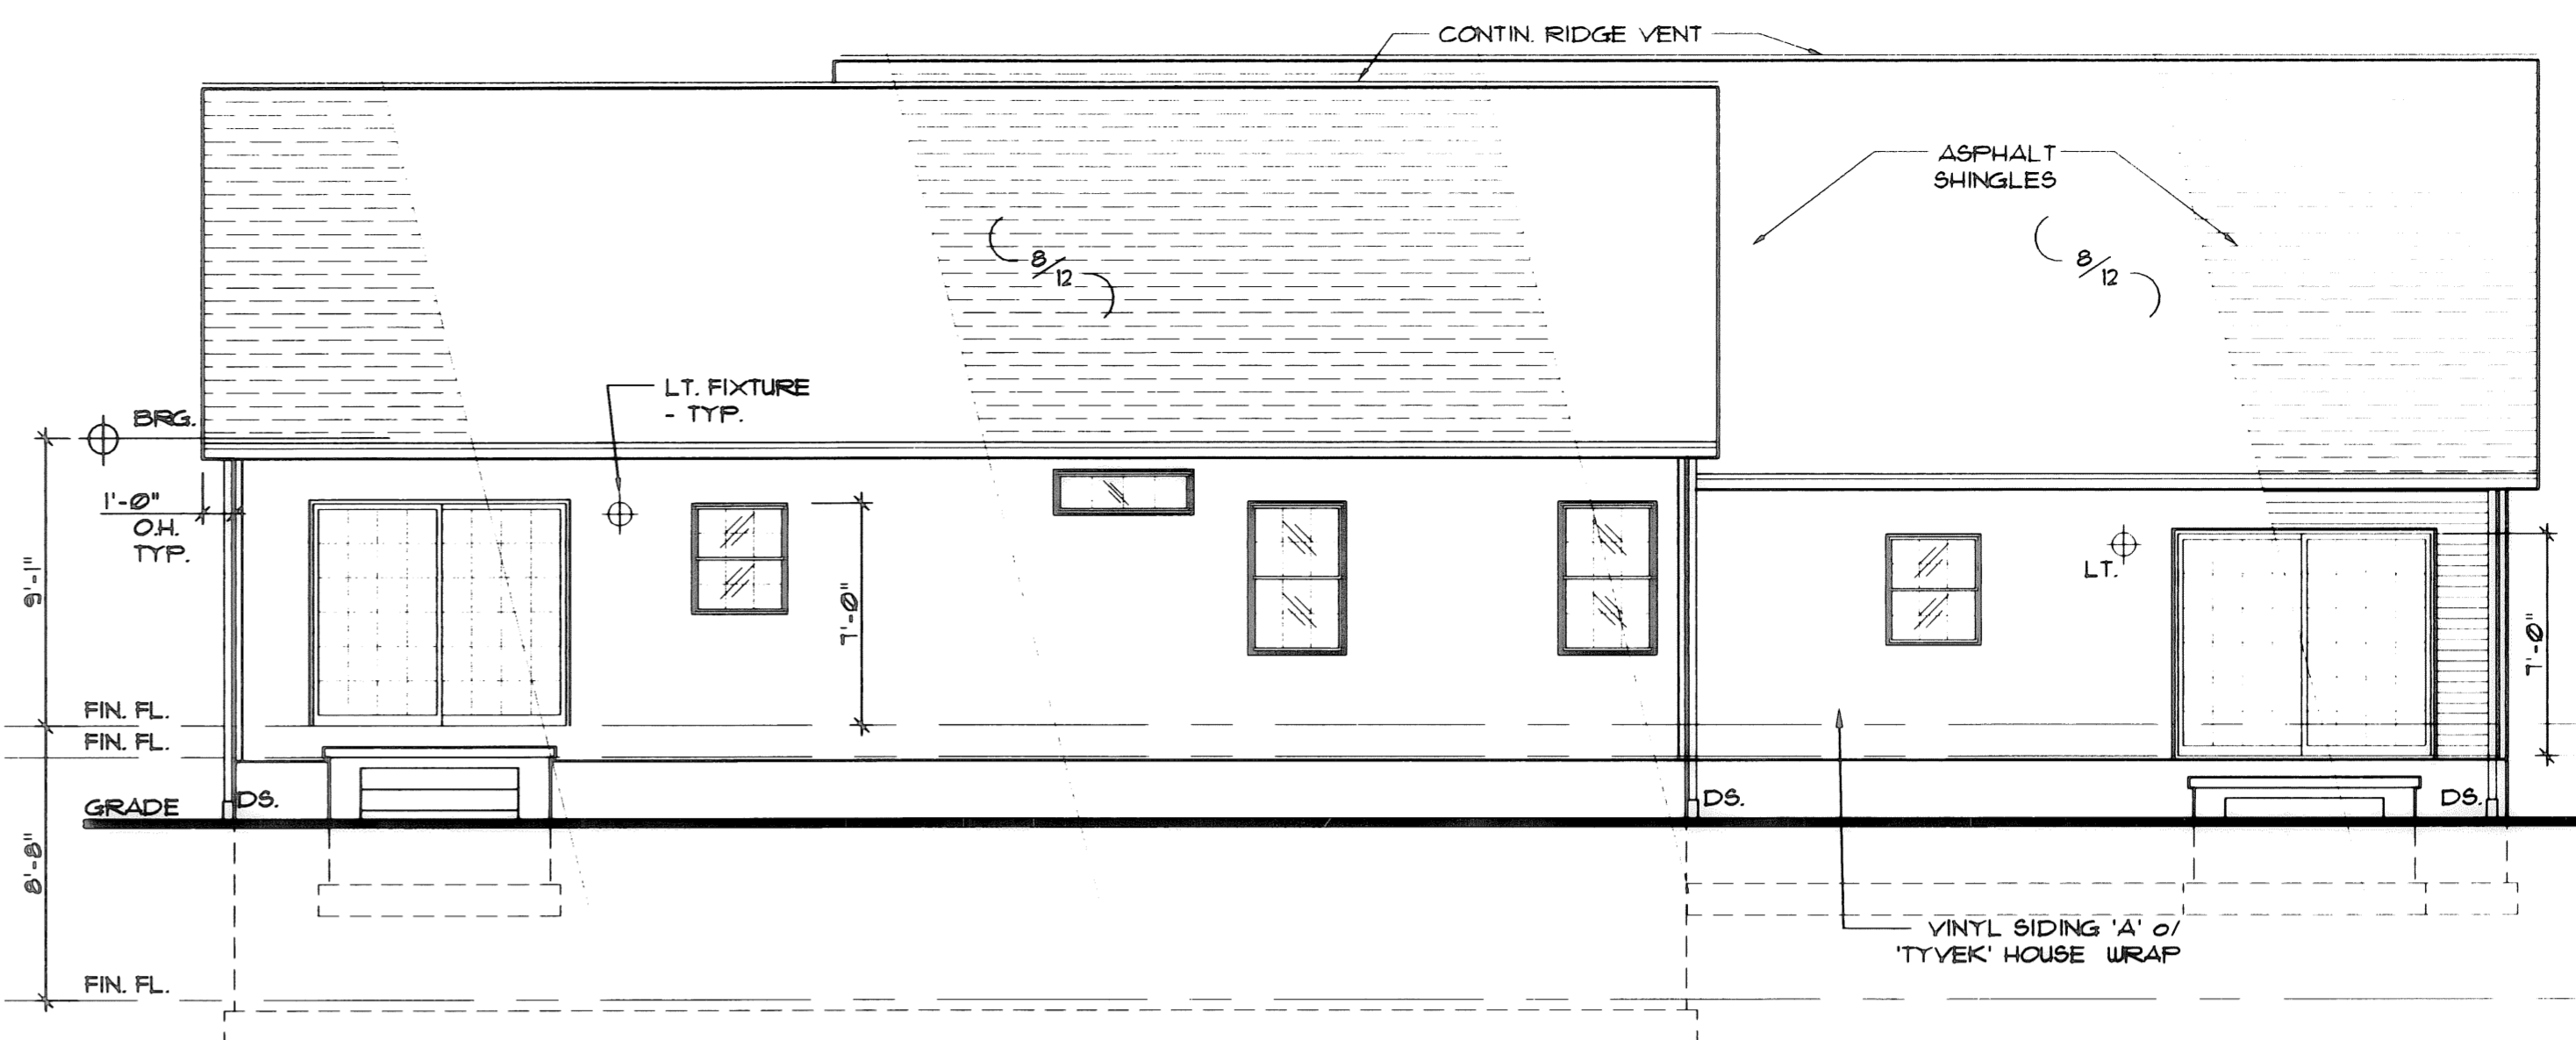 CONTIN. RIDGE VENT
ASPHALT
SHINGLES
8/12
8/12
LT. FIXTURE
- TYP.
BRG.
1'-0"
O.H.
TYP.
9'-1"
7'-0"
LT.
7'-0"
FIN. FL.
FIN. FL.
GRADE
DS.
DS.
DS.
8'-8"
VINYL SIDING 'A' o/
'TYVEK' HOUSE WRAP
FIN. FL.